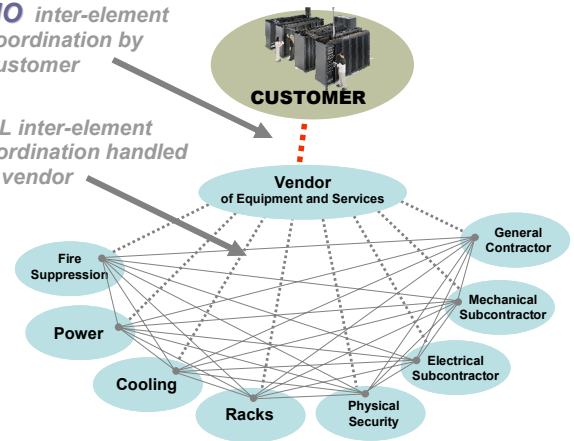 NO inter-element
oordination by
ustomer
CUSTOMER
L inter-element
ordination handled
vendor
Vendor
of Equipment and Services
General
Contractor
Fire
Suppression
Mechanical
Subcontractor
Power
Electrical
Subcontractor
Cooling
Racks
Physical
Security